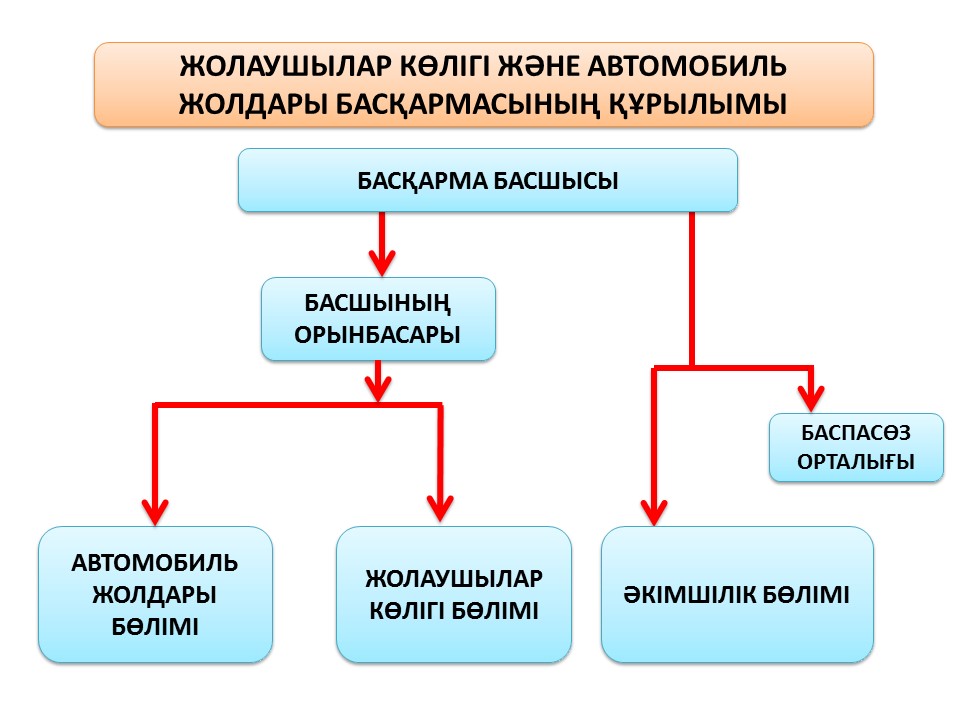 ЖОЛАУШЫЛАР КӨЛІГІ ЖӘНЕ АВТОМОБИЛЬ
ЖОЛДАРЫ БАСҚАРМАСЫНЫҢ ҚҰРЫЛЫМЫ
БАСҚАРМА БАСШЫСЫ
БАСШЫНЫҢ
ОРЫНБАСАРЫ
БАСПАСӨЗ
ОРТАЛЫҒЫ
АВТОМОБИЛЬ
ЖОЛДАРЫ
БӨЛІМІ
ЖОЛАУШЫЛАР
КӨЛІГІ БӨЛІМІ
ӘКІМШІЛІК БӨЛІМІ